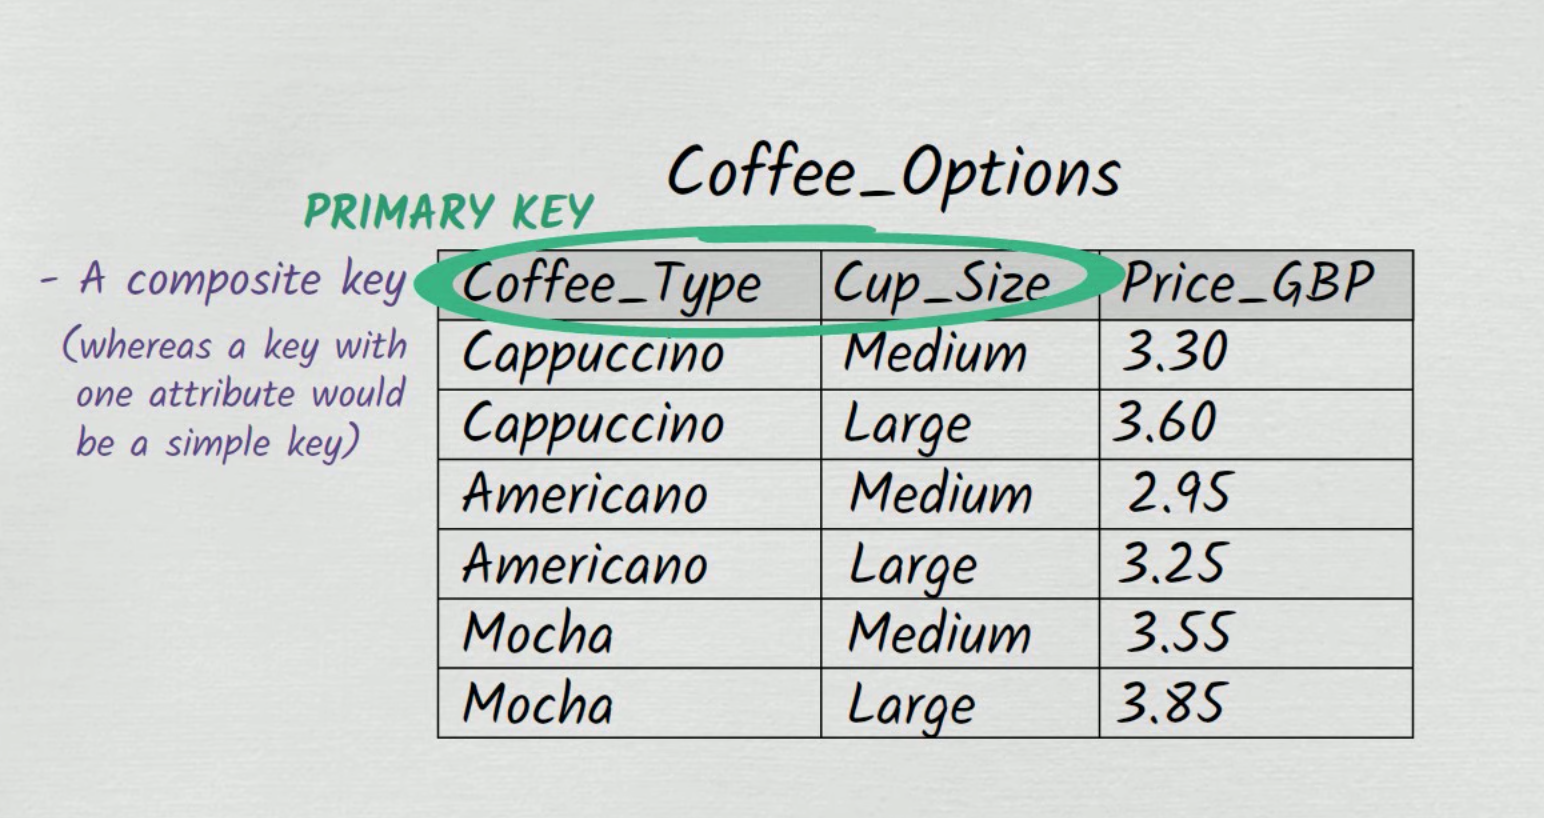 Coffee_Options
PRIMARY KEY
- A composite key
(whereas a key with
one attribute would
be a simple key)
Coffee_Type Cup_Size Price_GBP
Cappuccino Medium 3.30
Cappuccino Large 3.60
Americano Medium 2.95
Americano Large 3.25
Mocha Medium 3.55
Mocha Large 3.85